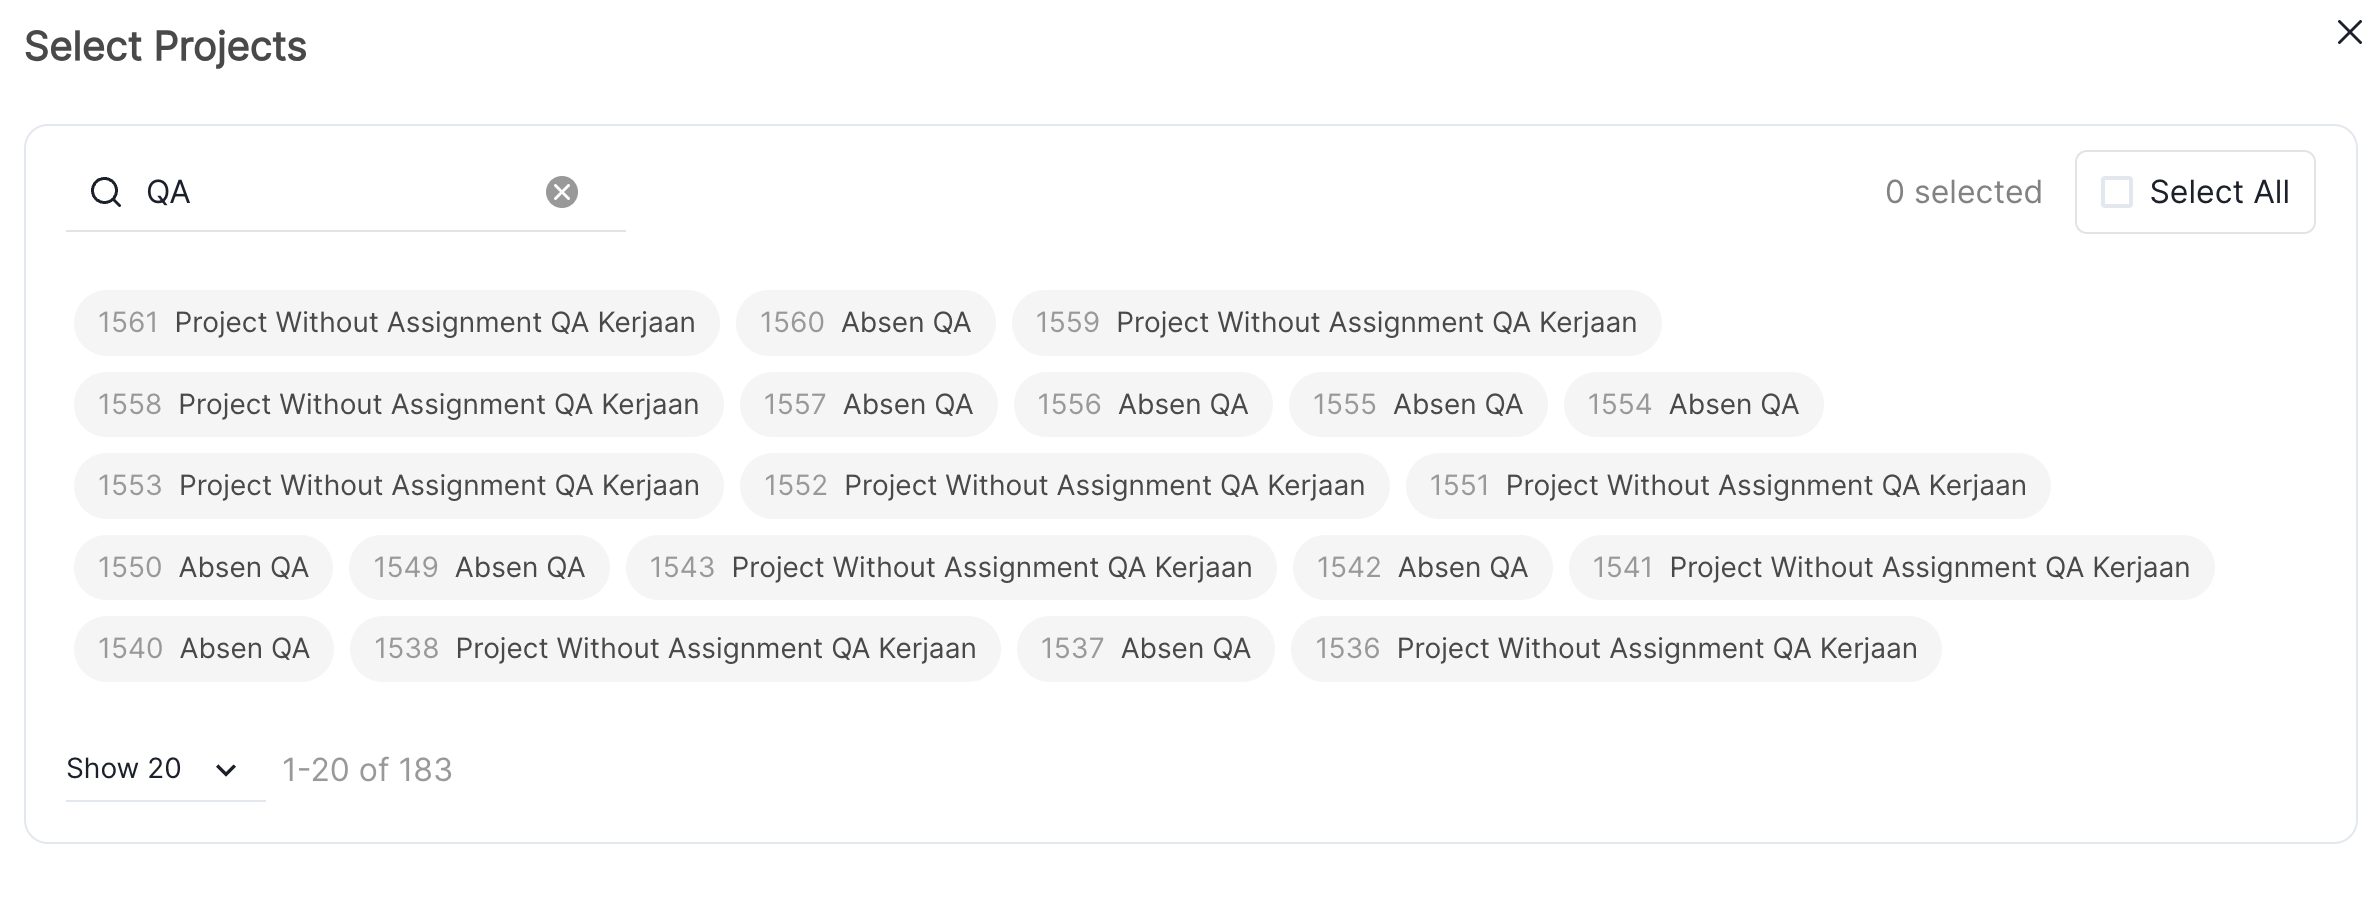 Select Projects
QA
0 selected
Select All
1561 Project Without Assignment QA Kerjaan 1560 Absen QA 1559 Project Without Assignment QA Kerjaan
1558 Project Without Assignment QA Kerjaan 1557 Absen QA 1556 Absen QA 1555 Absen QA 1554 Absen QA
1553 Project Without Assignment QA Kerjaan 1552 Project Without Assignment QA Kerjaan 1551 Project Without Assignment QA Kerjaan
1550 Absen QA 1549 Absen QA 1543 Project Without Assignment QA Kerjaan 1542 Absen QA 1541 Project Without Assignment QA Kerjaan
1540 Absen QA 1538 Project Without Assignment QA Kerjaan 1537 Absen QA 1536 Project Without Assignment QA Kerjaan
Show 20 1-20 of 183